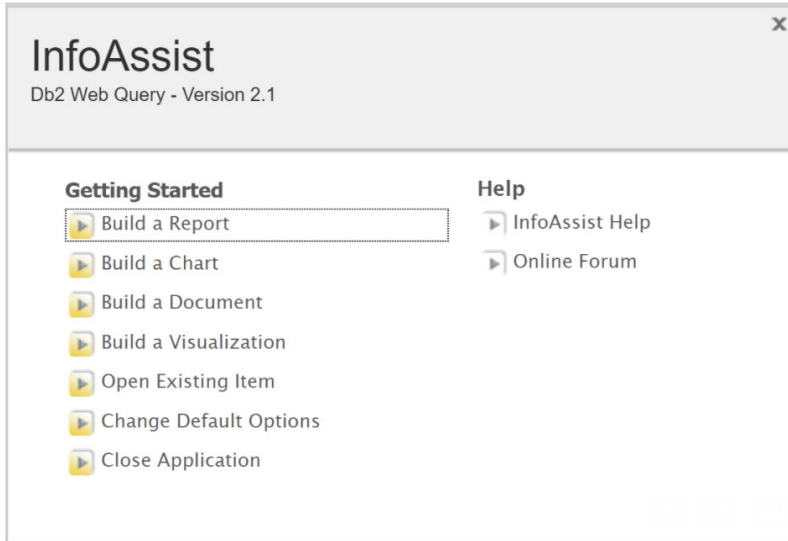 x
InfoAssist
Db2 Web Query - Version 2.1
Getting Started
Build a Report
Build a Chart
Build a Document
Build a Visualization
Open Existing Item
Change Default Options
Close Application
Help
InfoAssist Help
Online Forum